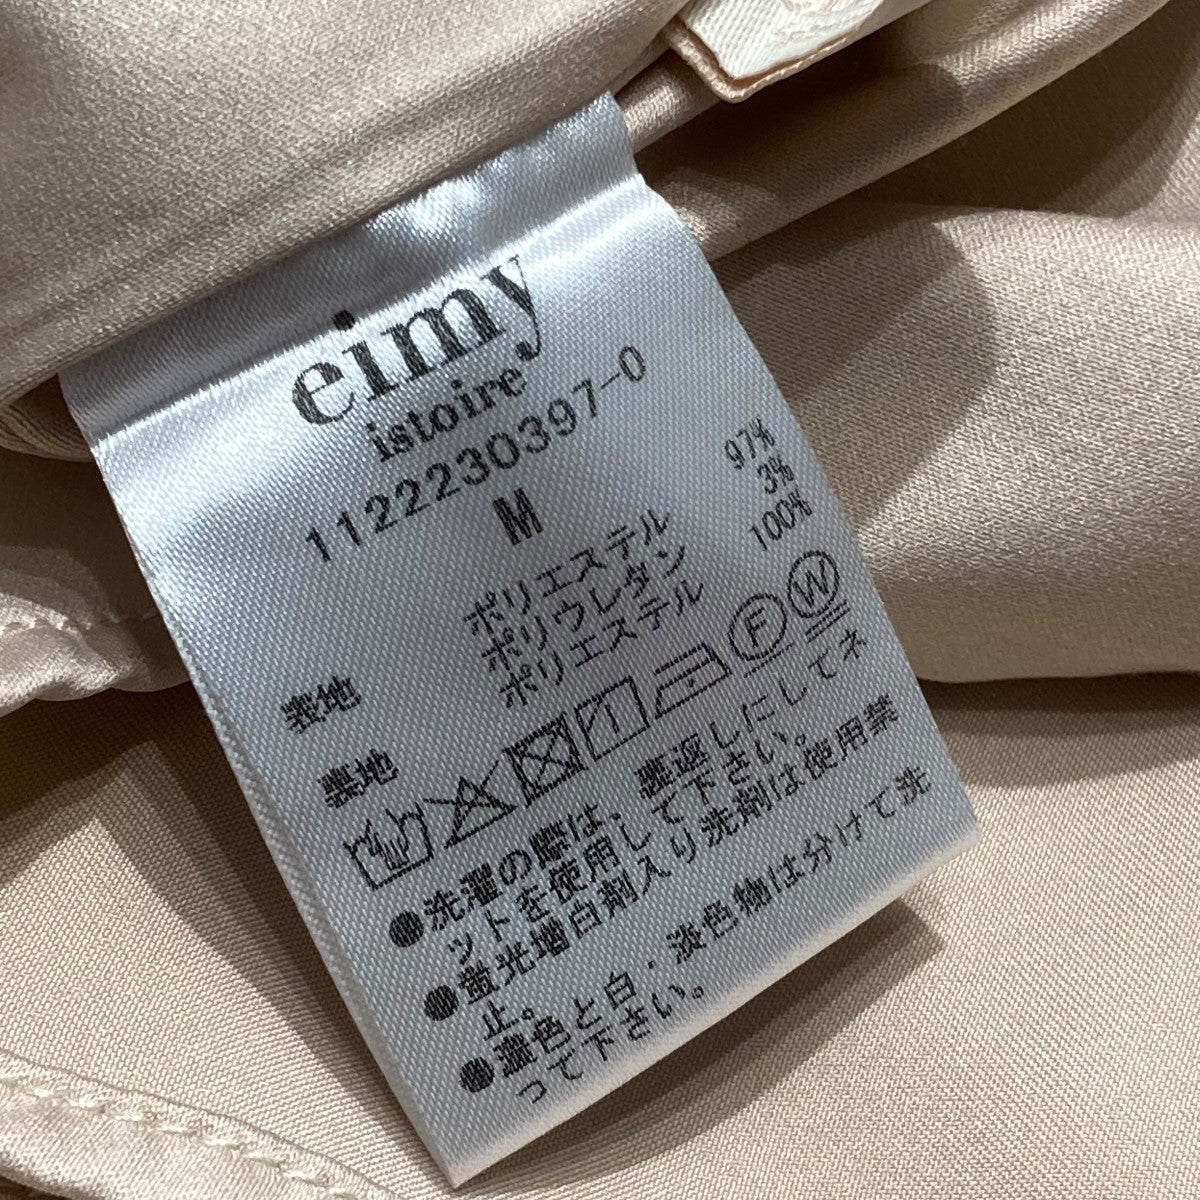 eimy
istoire
112230397-0
M
表地 ポリエステル 97%
ポリウレタン 3%
裏地 ポリエステル 100%
F W
●洗濯の際は、裏返しにしてネ
ットを使用して下さい。
●蛍光増白剤入り洗剤は使用禁
止。
●濃色と白・淡色物は分けて洗
って下さい。